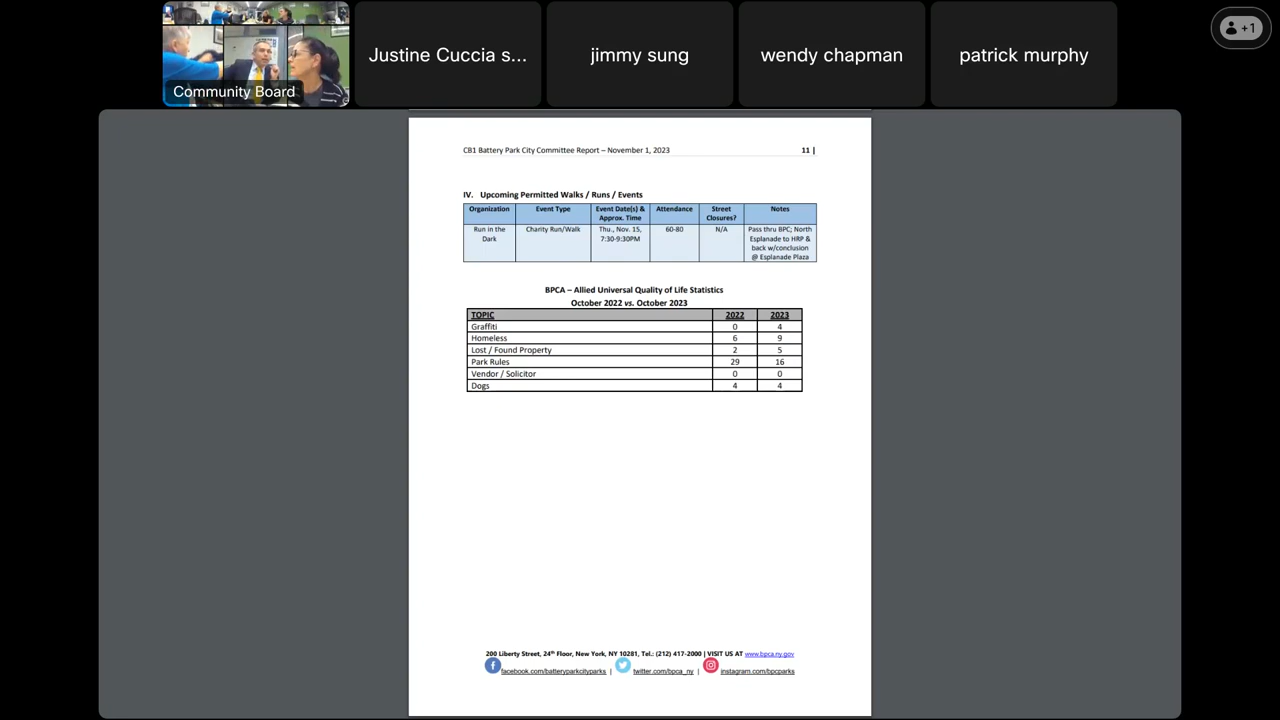 Community Board
Justine Cuccia s...
jimmy sung
wendy chapman
patrick murphy
+1
CB1 Battery Park City Committee Report – November 1, 2023 11 |
IV. Upcoming Permitted Walks / Runs / Events
Organization Event Type Event Date(s) & Approx. Time Attendance Street Closures? Notes
Run in the Dark Charity Run/Walk Thu., Nov. 15, 7:30-9:30PM 60-80 N/A Pass thru BPC; North Esplanade to HRP & back w/conclusion @ Esplanade Plaza
BPCA – Allied Universal Quality of Life Statistics
October 2022 vs. October 2023
TOPIC 2022 2023
Graffiti 0 4
Homeless 6 9
Lost / Found Property 2 5
Park Rules 29 16
Vendor / Solicitor 0 0
Dogs 4 4
200 Liberty Street, 24th Floor, New York, NY 10281, Tel.: (212) 417-2000 | VISIT US AT www.bpca.ny.gov
facebook.com/batteryparkcityparks | twitter.com/bpca_ny | instagram.com/bpcparks